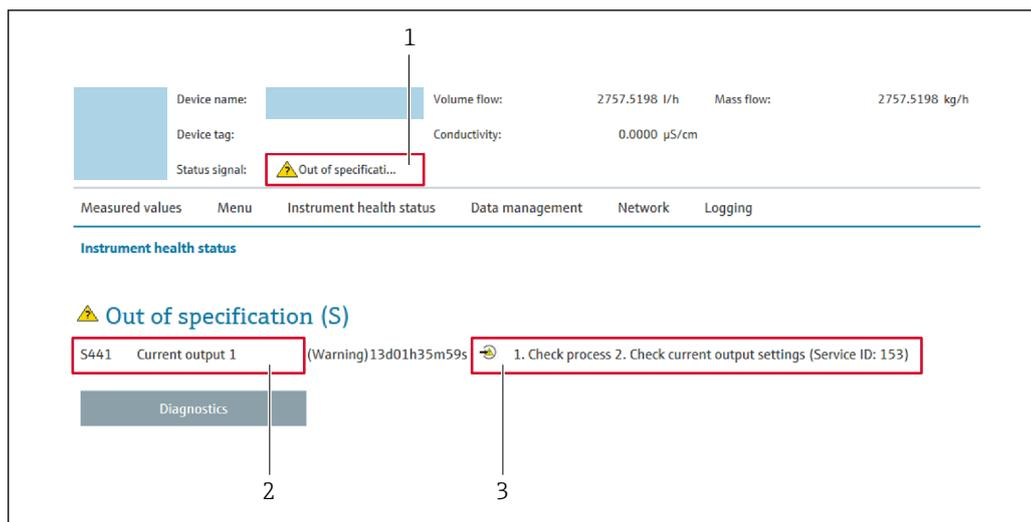 1
Device name:
Volume flow:
2757.5198 l/h
Mass flow:
2757.5198 kg/h
Device tag:
Conductivity:
0.0000 µS/cm
Status signal:
Out of specificati...
Measured values Menu Instrument health status Data management Network Logging
Instrument health status
Out of specification (S)
S441 Current output 1 (Warning)13d01h35m59s 1. Check process 2. Check current output settings (Service ID: 153)
Diagnostics
2
3